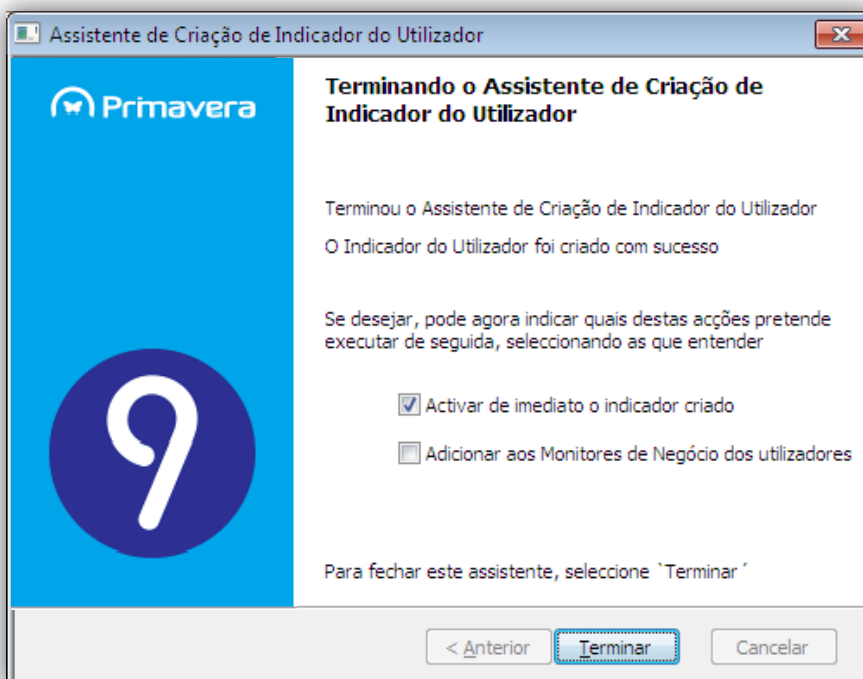 Assistente de Criação de Indicador do Utilizador
Primavera
9
Terminando o Assistente de Criação de
Indicador do Utilizador
Terminou o Assistente de Criação de Indicador do Utilizador
O Indicador do Utilizador foi criado com sucesso
Se desejar, pode agora indicar quais destas acções pretende
executar de seguida, seleccionando as que entender
Activar de imediato o indicador criado
Adicionar aos Monitores de Negócio dos utilizadores
Para fechar este assistente, seleccione `Terminar´
< Anterior Terminar Cancelar